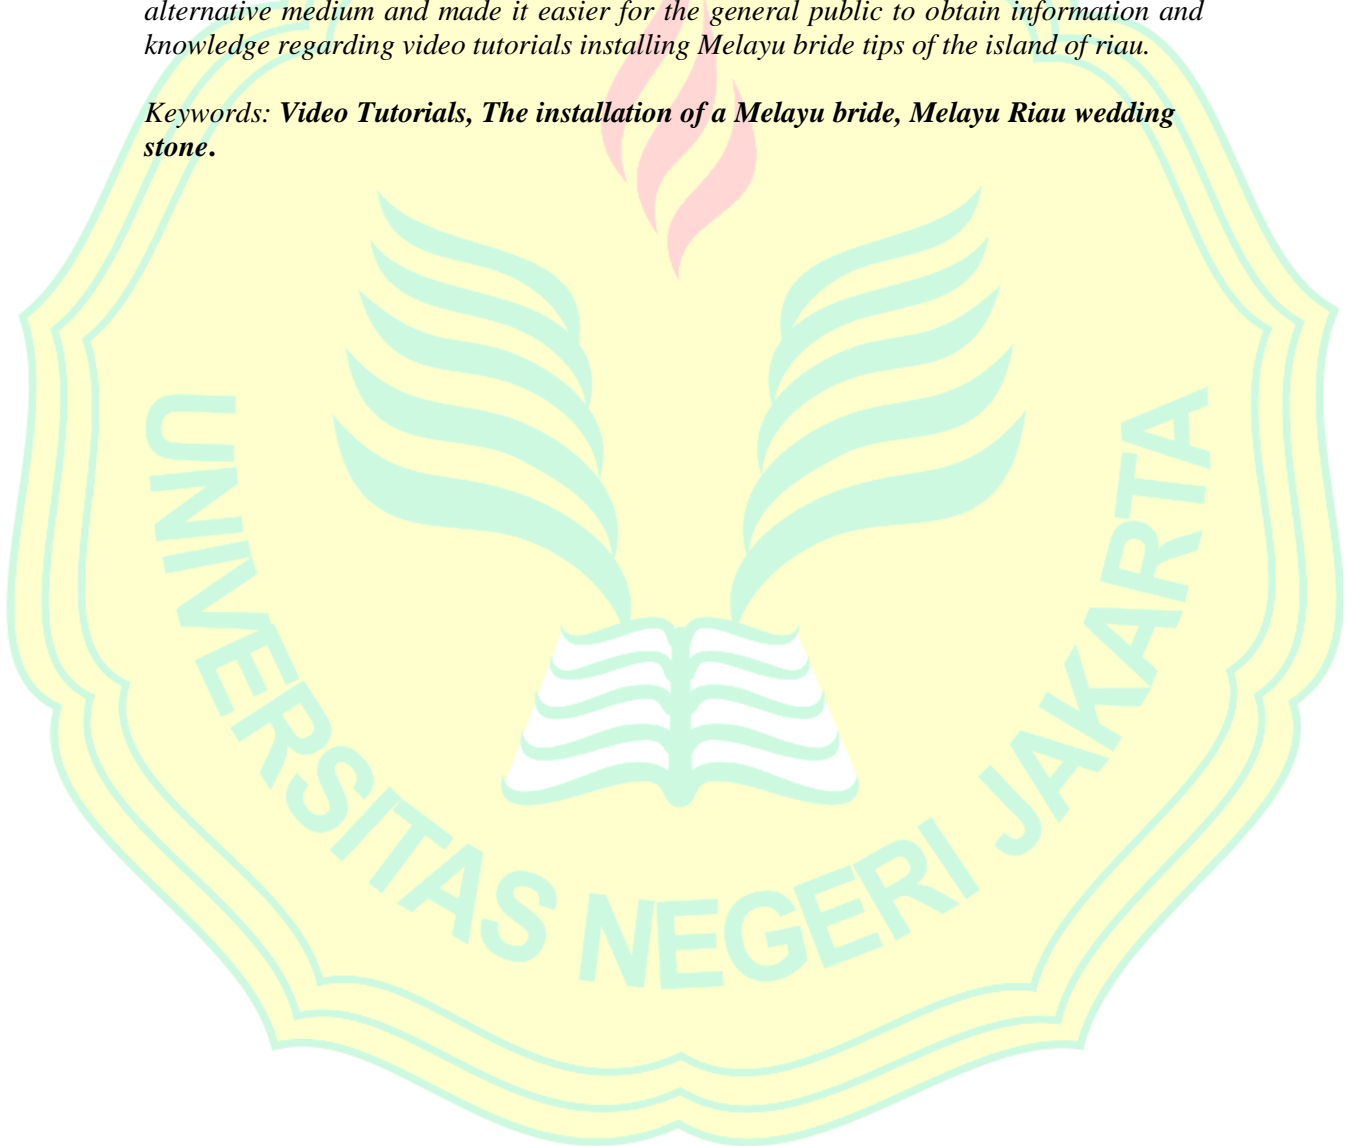 alternative medium and made it easier for the general public to obtain information and
knowledge regarding video tutorials installing Melayu bride tips of the island of riau.
Keywords: Video Tutorials, The installation of a Melayu bride, Melayu Riau wedding
stone.
UNIVERSITAS NEGERI JAKARTA